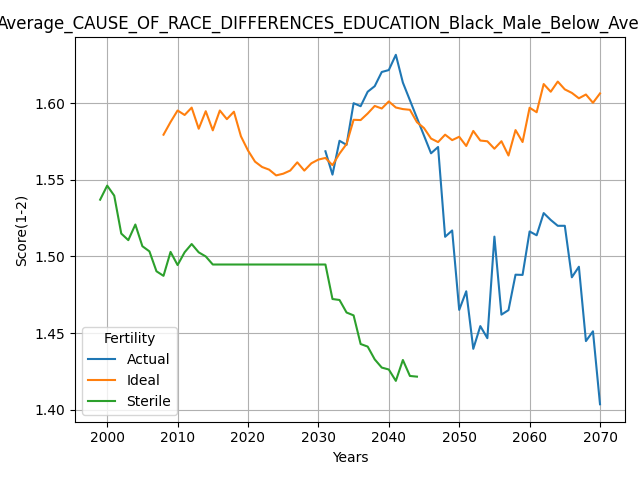 Average_CAUSE_OF_RACE_DIFFERENCES_EDUCATION_Black_Male_Below_Ave
1.60
1.55
1.50
1.45
1.40
Score(1-2)
Fertility
Actual
Ideal
Sterile
2000 2010 2020 2030 2040 2050 2060 2070
Years